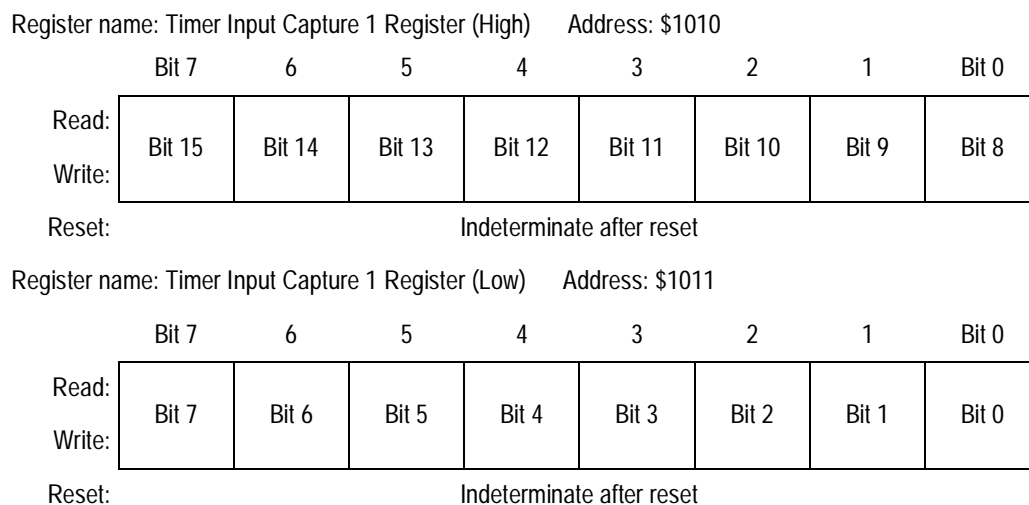 Register name: Timer Input Capture 1 Register (High) Address: $1010
Bit 7 6 5 4 3 2 1 Bit 0
Read:
Bit 15 Bit 14 Bit 13 Bit 12 Bit 11 Bit 10 Bit 9 Bit 8
Write:
Reset: Indeterminate after reset
Register name: Timer Input Capture 1 Register (Low) Address: $1011
Bit 7 6 5 4 3 2 1 Bit 0
Read:
Bit 7 Bit 6 Bit 5 Bit 4 Bit 3 Bit 2 Bit 1 Bit 0
Write:
Reset: Indeterminate after reset